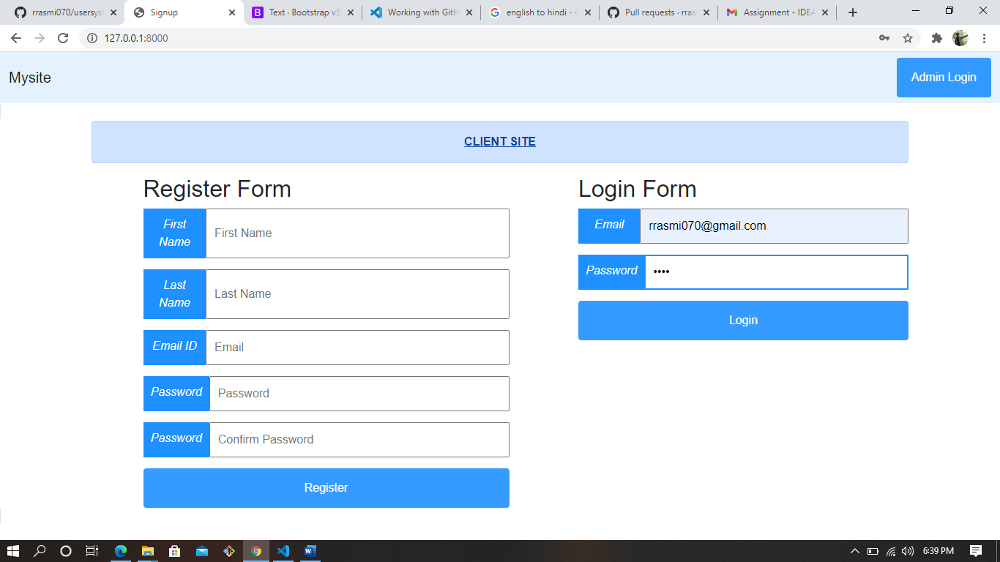 rrasmi070/usersys
Signup
Text · Bootstrap v5
Working with GitH
english to hindi - G
Pull requests · rras
Assignment - IDEA
127.0.0.1:8000
Mysite
Admin Login
CLIENT SITE
Register Form
First Name
First Name
Last Name
Last Name
Email ID
Email
Password
Password
Password
Confirm Password
Register
Login Form
Email
rrasmi070@gmail.com
Password
••••
Login
6:39 PM